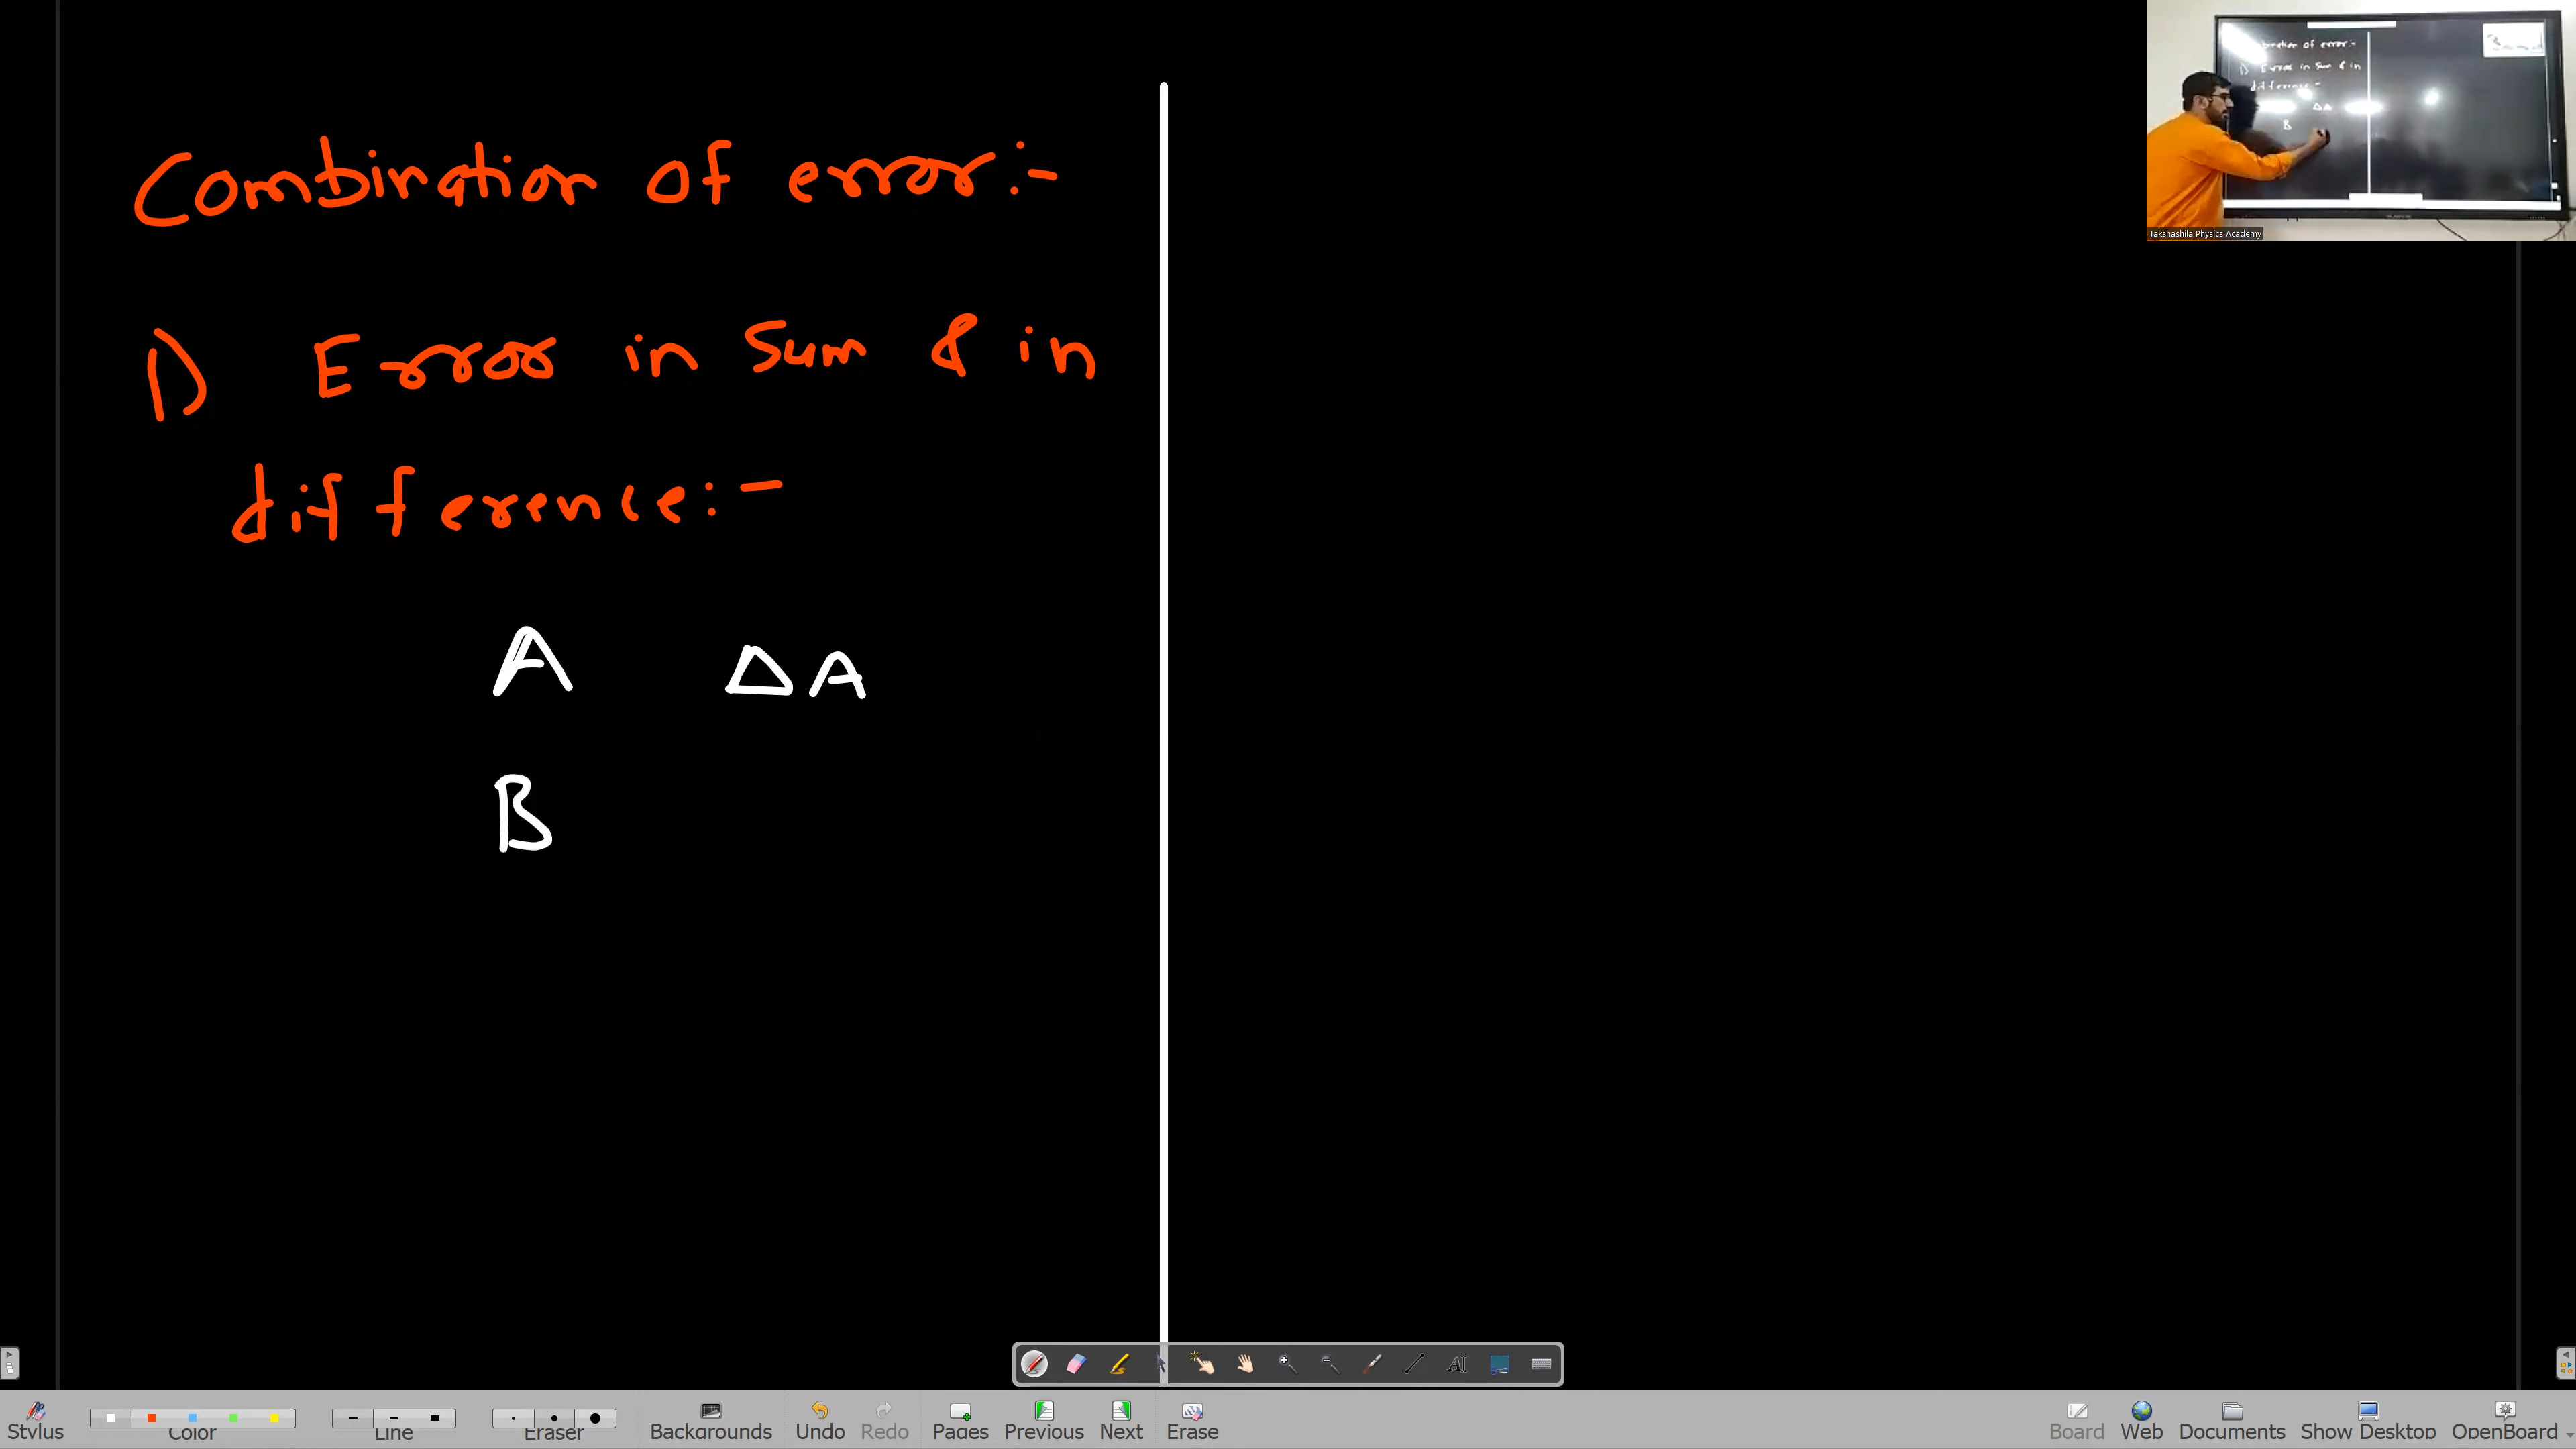 Combination of error:-
1) Error in Sum & in
difference:-
A ΔA
B
Takshashila Physics Academy
Stylus Color Line Eraser Backgrounds Undo Redo Pages Previous Next Erase Board Web Documents Show Desktop OpenBoard